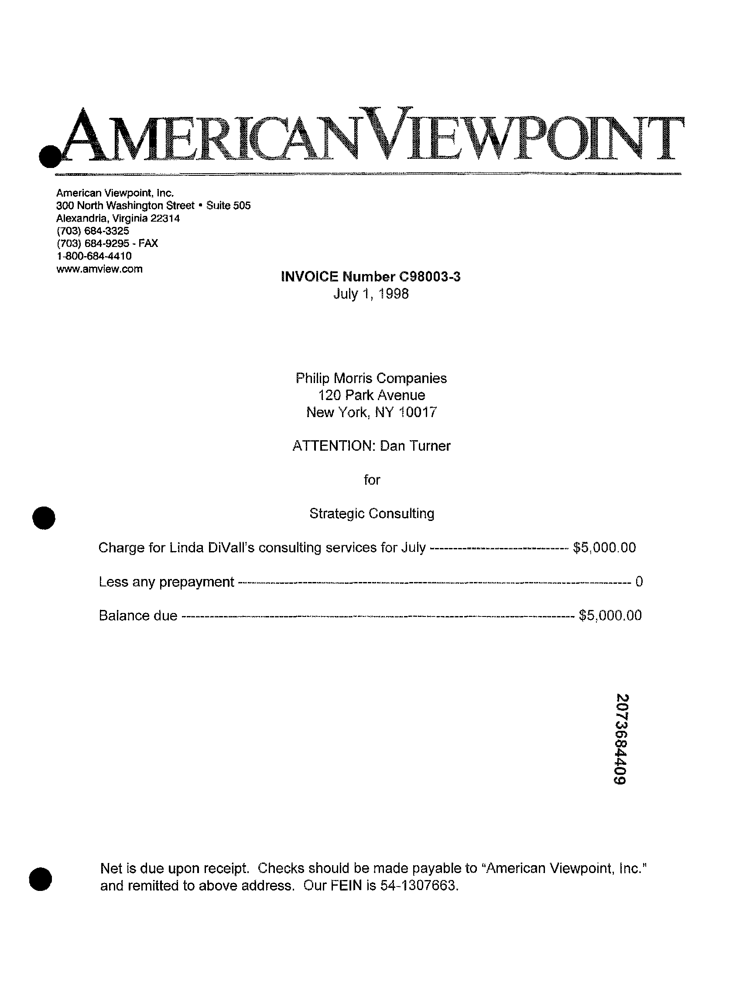 AMERICAN VIEWPOINT
American Viewpoint, Inc.
300 North Washington Street • Suite 505
Alexandria, Virginia 22314
(703) 684-3325
(703) 684-9295 - FAX
1-800-684-4410
www.amview.com
INVOICE Number C98003-3
July 1, 1998
Philip Morris Companies
120 Park Avenue
New York, NY 10017
ATTENTION: Dan Turner
for
Strategic Consulting
Charge for Linda DiVall's consulting services for July ------------------------------ $5,000.00
Less any prepayment ------------------------------------------------------------------------------------ 0
Balance due ------------------------------------------------------------------------------------ $5,000.00
2073684409
Net is due upon receipt. Checks should be made payable to “American Viewpoint, Inc.”
and remitted to above address. Our FEIN is 54-1307663.